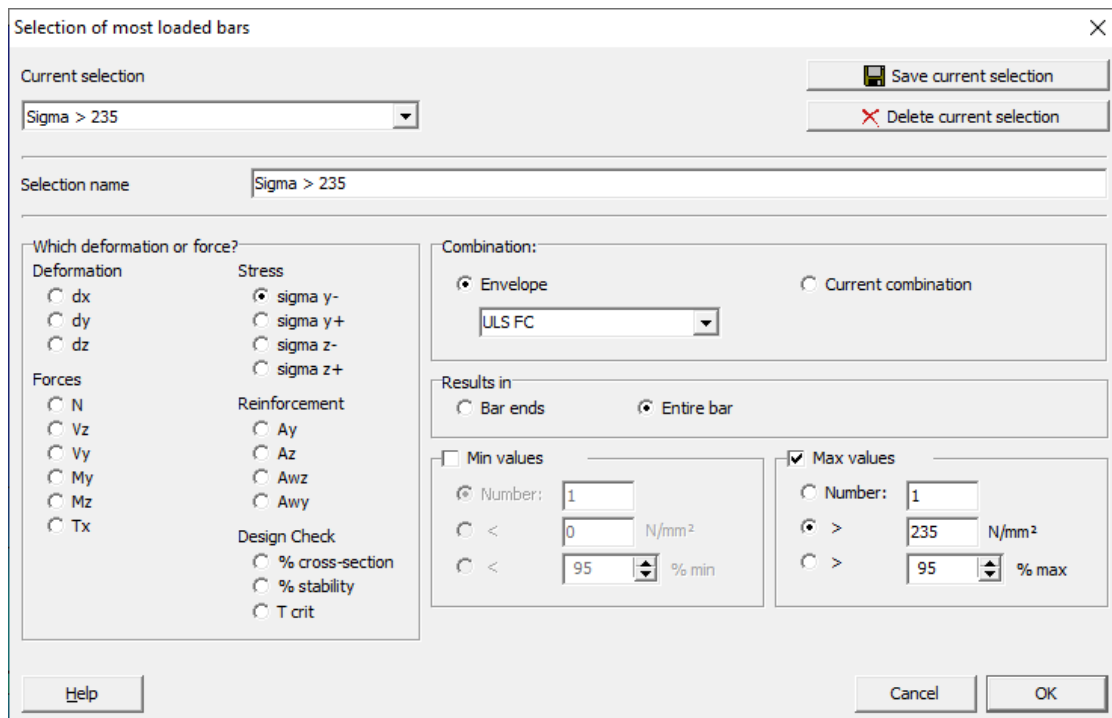 Selection of most loaded bars
Current selection
Save current selection
Sigma > 235
Delete current selection
Selection name
Sigma > 235
Which deformation or force?
Deformation
dx
dy
dz
Forces
N
Vz
Vy
My
Mz
Tx
Stress
sigma y-
sigma y+
sigma z-
sigma z+
Reinforcement
Ay
Az
Awz
Awy
Design Check
% cross-section
% stability
T crit
Combination:
Envelope
Current combination
ULS FC
Results in
Bar ends
Entire bar
Min values
Number: 1
< 0 N/mm²
< 95 % min
Max values
Number: 1
> 235 N/mm²
> 95 % max
Help
Cancel
OK